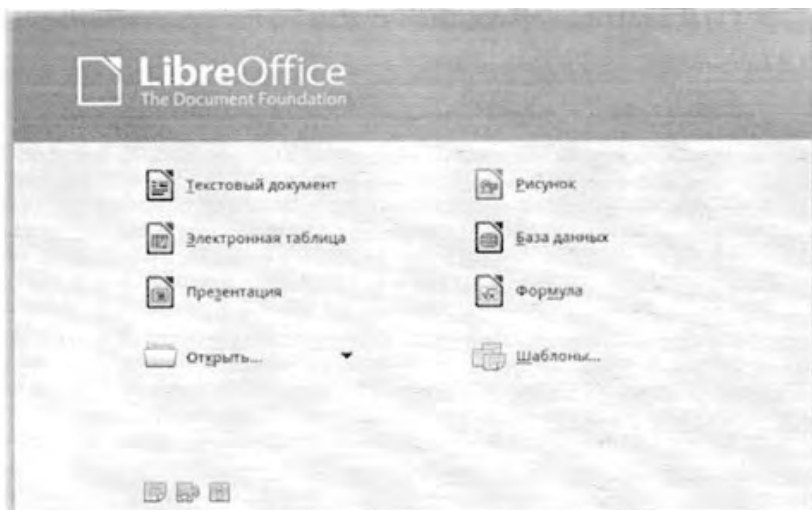 LibreOffice
The Document Foundation
Текстовый документ
Рисунок
Электронная таблица
База данных
Презентация
Формула
Открыть...
Шаблоны...